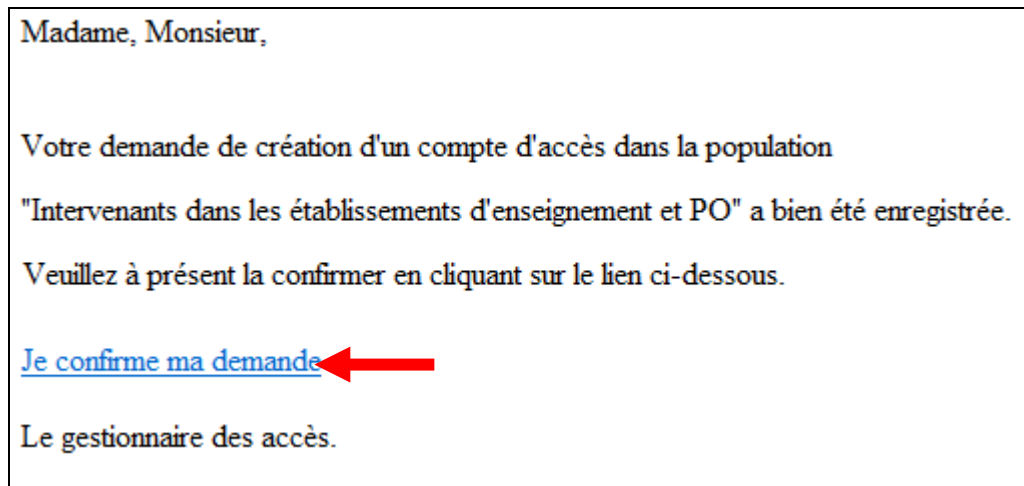 Madame, Monsieur,
Votre demande de création d'un compte d'accès dans la population
"Intervenants dans les établissements d'enseignement et PO" a bien été enregistrée.
Veuillez à présent la confirmer en cliquant sur le lien ci-dessous.
Je confirme ma demande
Le gestionnaire des accès.